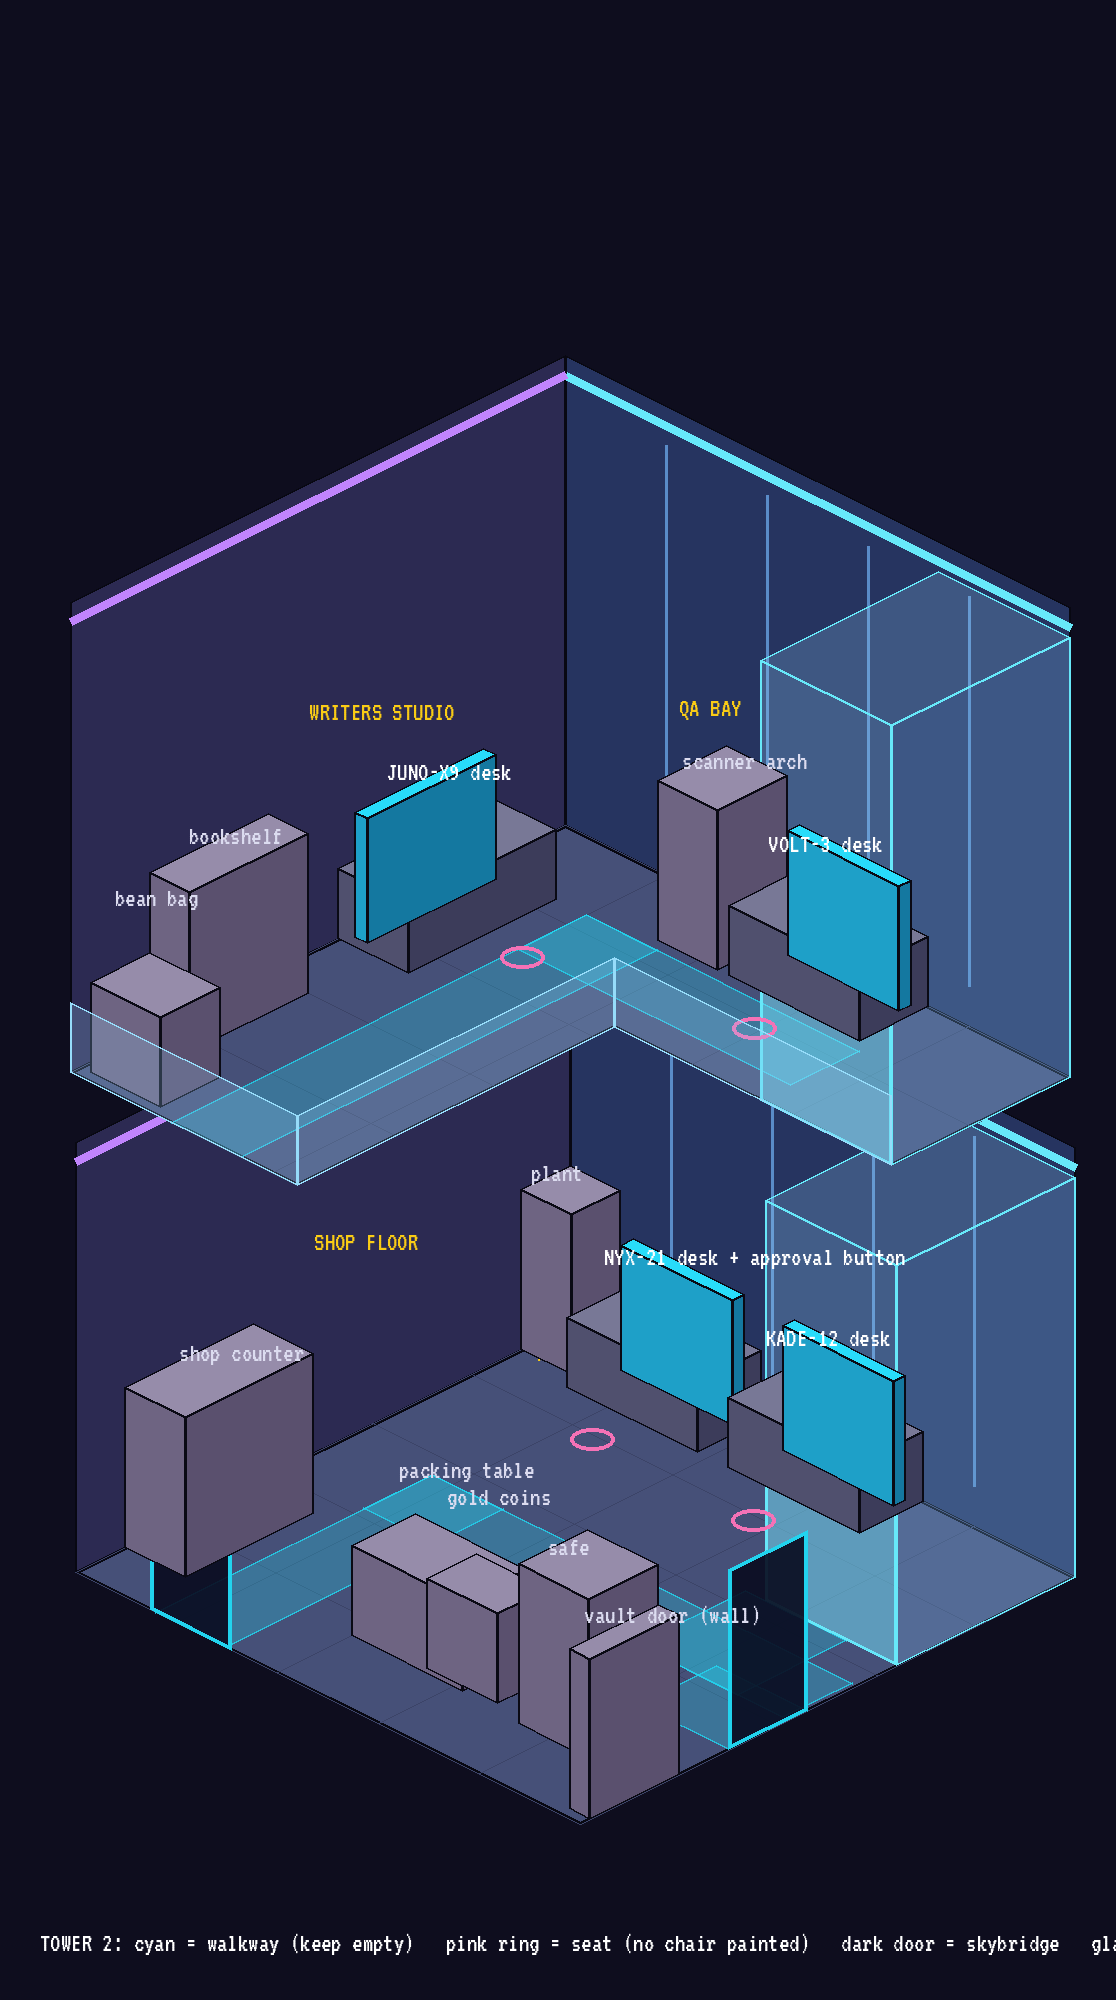 WRITERS STUDIO
QA BAY
scanner arch
JUNO-X9 desk
bookshelf
VOLT-3 desk
bean bag
plant
SHOP FLOOR
NYX-21 desk + approval button
KADE-12 desk
shop counter
packing table
gold coins
safe
vault door (wall)
TOWER 2: cyan = walkway (keep empty) pink ring = seat (no chair painted) dark door = skybridge